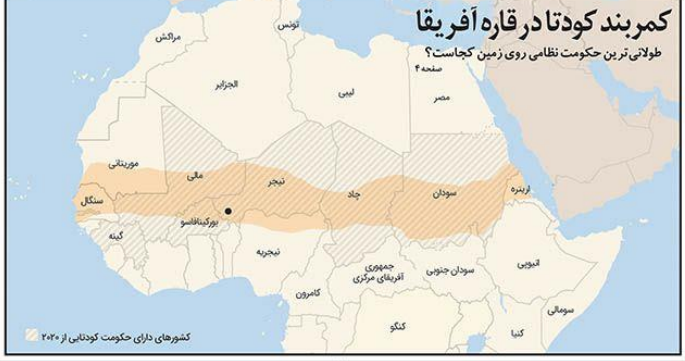 کمربند کودتا در قاره آفریقا
طولانی‌ترین حکومت نظامی روی زمین کجاست؟
صفحه ۴
تونس
مراکش
الجزایر
لیبی
مصر
موریتانی
مالی
نیجر
چاد
سودان
اریتره
سنگال
بورکینافاسو
گینه
نیجریه
جمهوری
آفریقای مرکزی
سودان جنوبی
اتیوپی
کامرون
سومالی
کنگو
کنیا
کشورهای دارای حکومت کودتایی از ۲۰۲۰